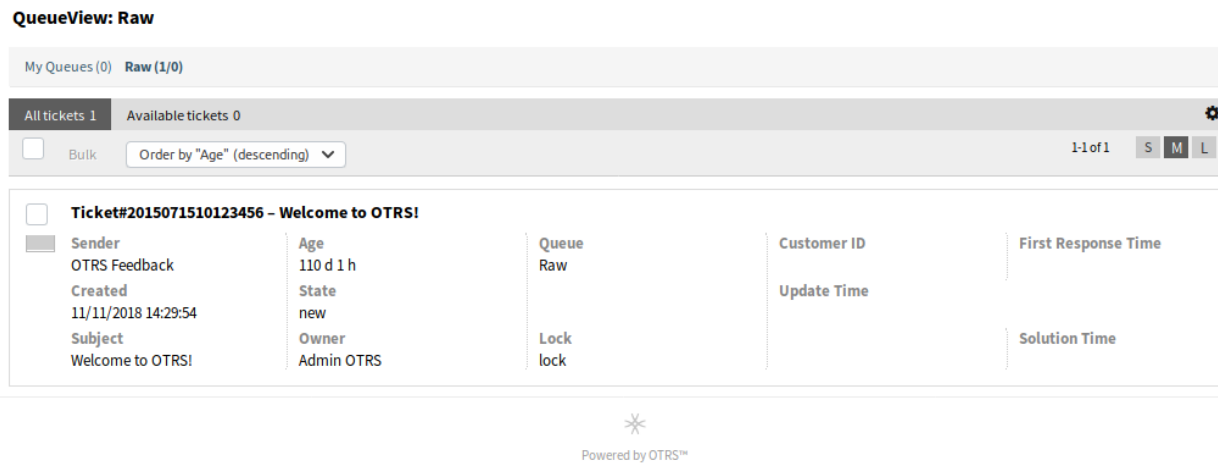 QueueView: Raw
My Queues (0) Raw (1/0)
All tickets 1 Available tickets 0
Bulk Order by "Age" (descending) 1-1 of 1 S M L
Ticket#2015071510123456 – Welcome to OTRS!
Sender Age Queue Customer ID First Response Time
OTRS Feedback 110 d 1 h Raw
Created State Update Time
11/11/2018 14:29:54 new
Subject Owner Lock Solution Time
Welcome to OTRS! Admin OTRS lock
Powered by OTRS™